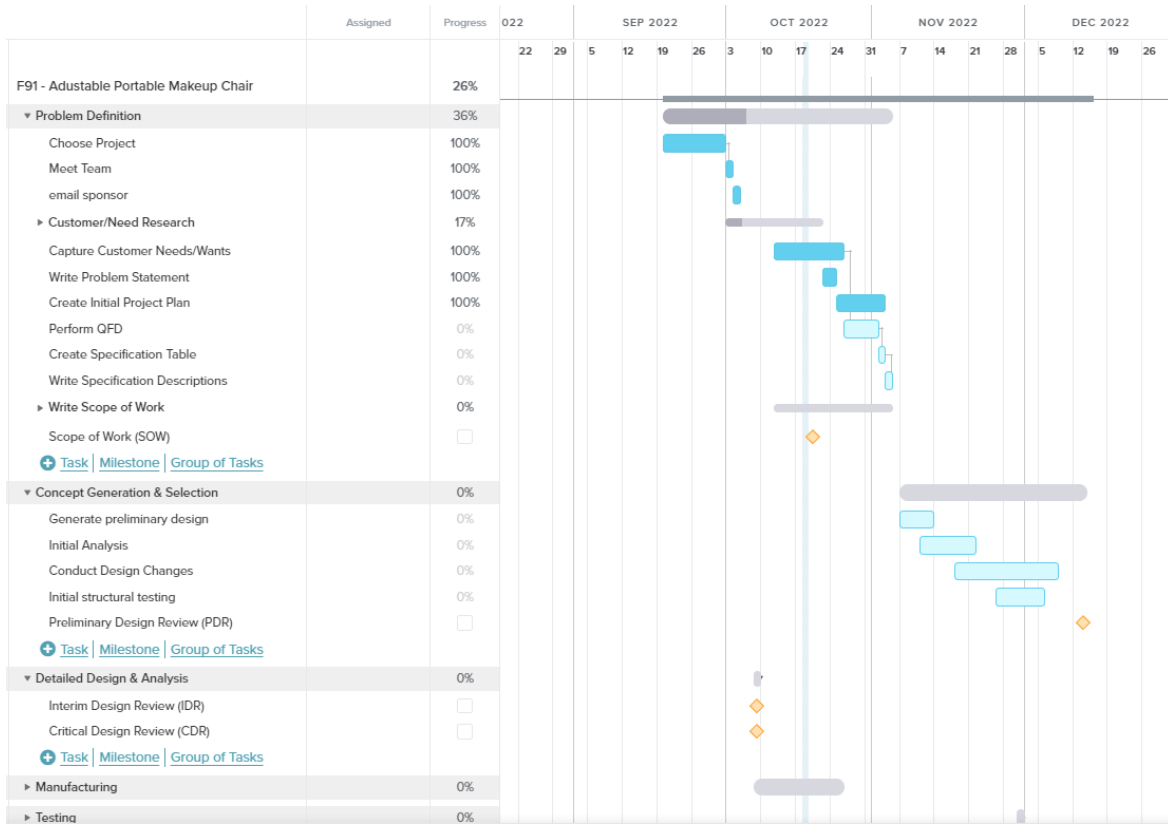 Assigned Progress 022 SEP 2022 OCT 2022 NOV 2022 DEC 2022
22 29 5 12 19 26 3 10 17 24 31 7 14 21 28 5 12 19 26
F91 - Adustable Portable Makeup Chair 26%
Problem Definition 36%
Choose Project 100%
Meet Team 100%
email sponsor 100%
Customer/Need Research 17%
Capture Customer Needs/Wants 100%
Write Problem Statement 100%
Create Initial Project Plan 100%
Perform QFD 0%
Create Specification Table 0%
Write Specification Descriptions 0%
Write Scope of Work 0%
Scope of Work (SOW)
Task | Milestone | Group of Tasks
Concept Generation & Selection 0%
Generate preliminary design 0%
Initial Analysis 0%
Conduct Design Changes 0%
Initial structural testing 0%
Preliminary Design Review (PDR)
Task | Milestone | Group of Tasks
Detailed Design & Analysis 0%
Interim Design Review (IDR)
Critical Design Review (CDR)
Task | Milestone | Group of Tasks
Manufacturing 0%
Testing 0%